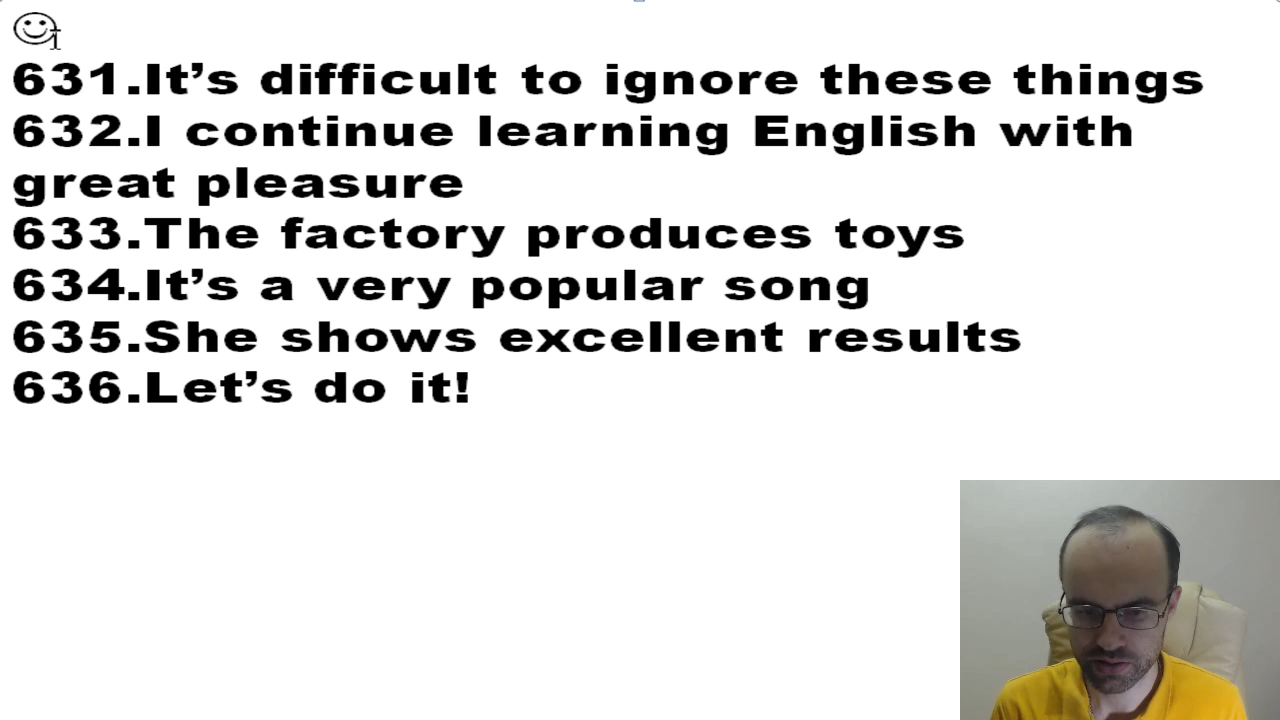 631.It’s difficult to ignore these things
632.I continue learning English with
great pleasure
633.The factory produces toys
634.It’s a very popular song
635.She shows excellent results
636.Let’s do it!